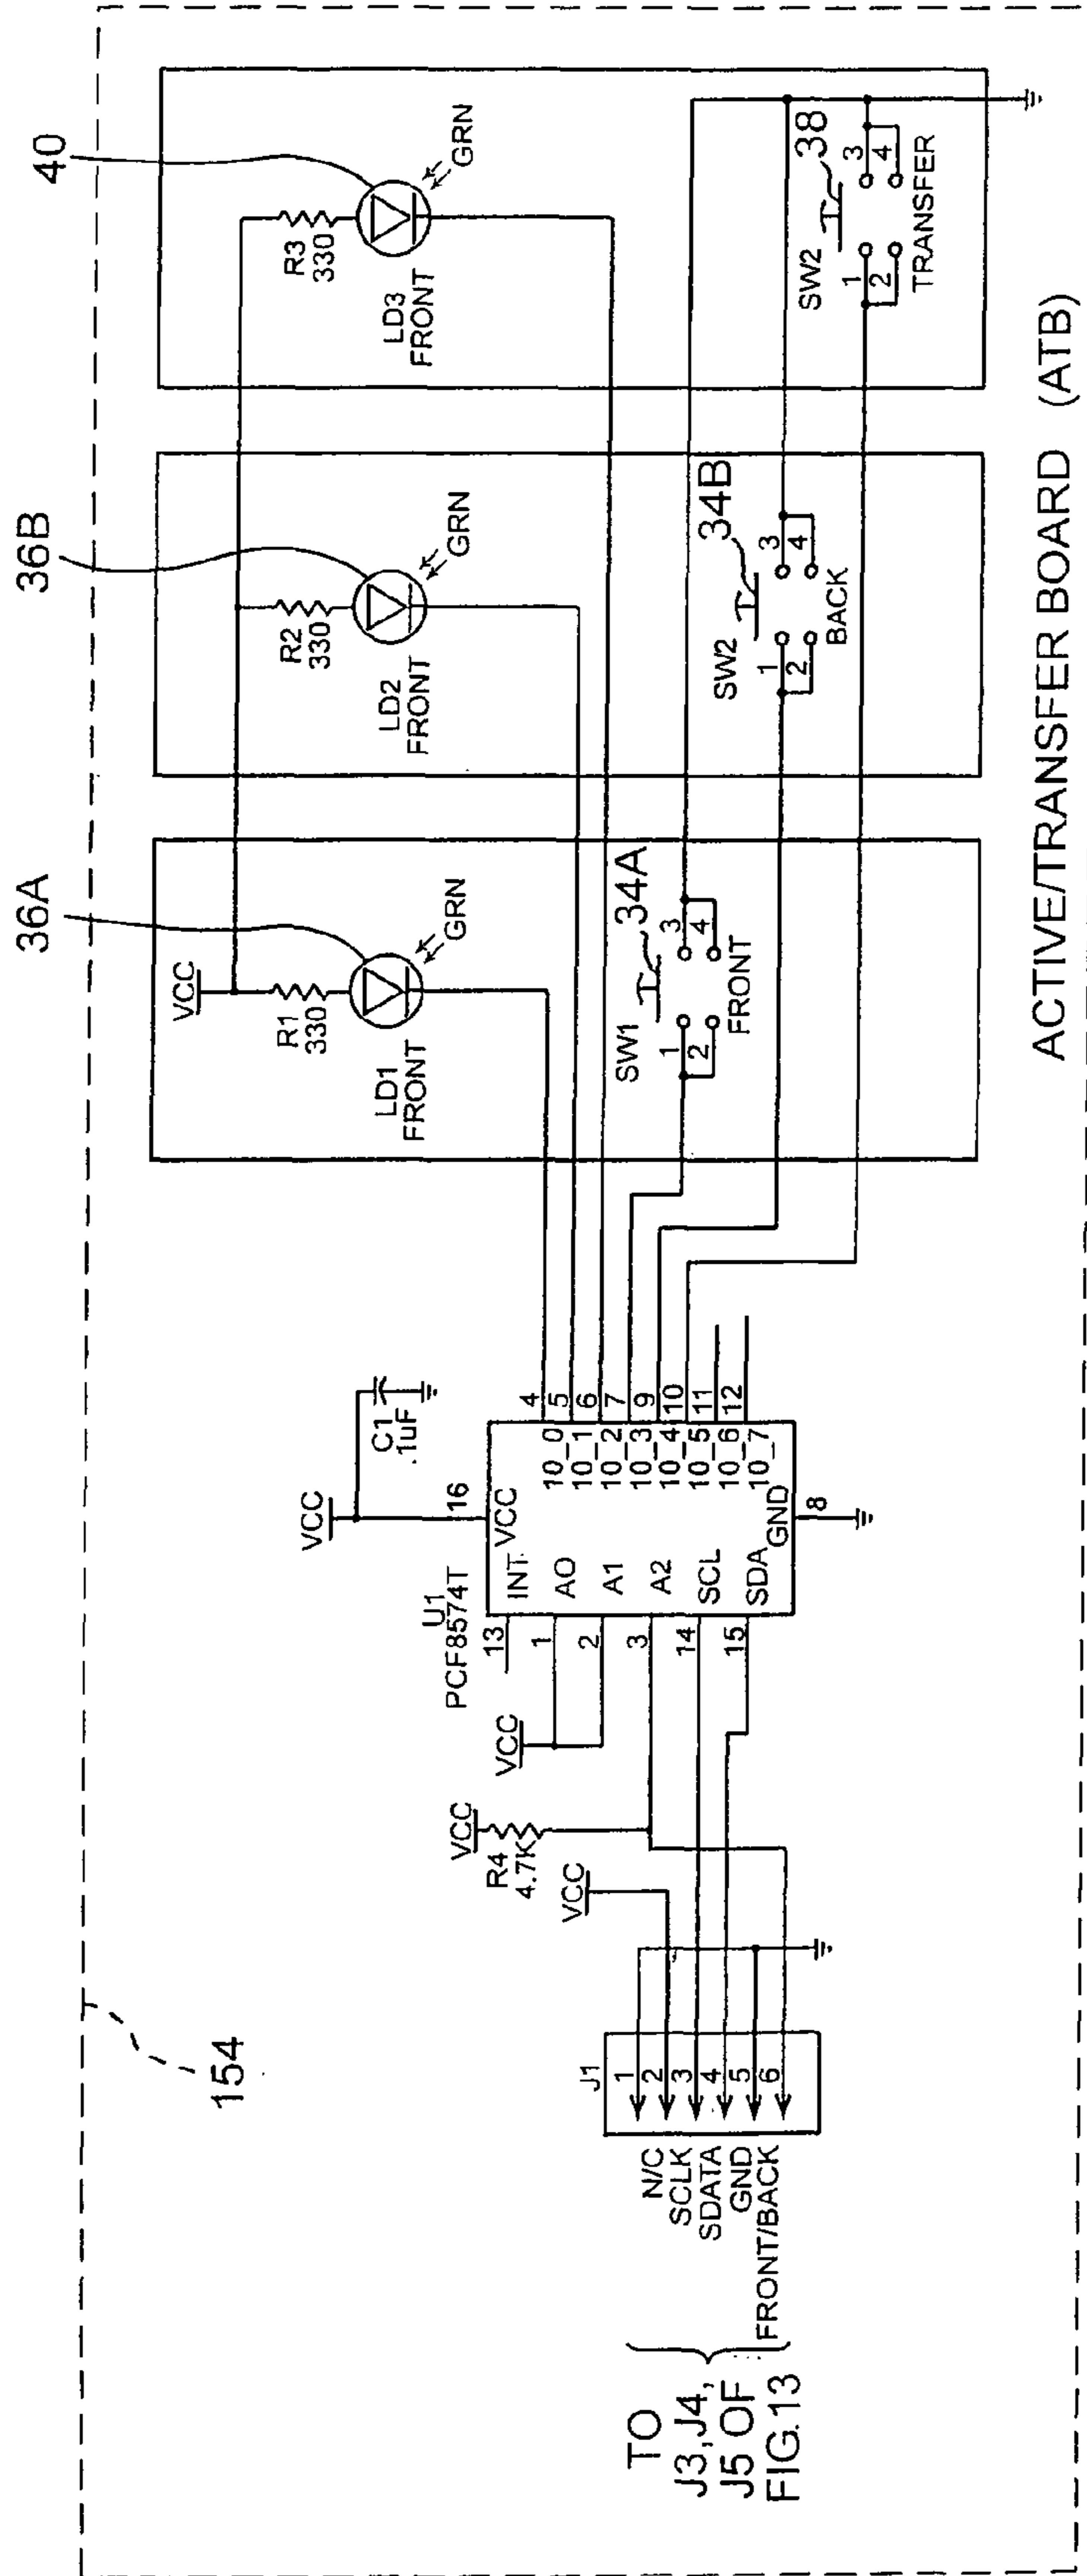 36A
36B
40
VCC
R1
330
LD1
FRONT
GRN
R2
330
LD2
FRONT
GRN
R3
330
LD3
FRONT
GRN
SW1
34A
1
2
3
4
FRONT
SW2
34B
1
2
3
4
BACK
SW2
38
1
2
3
4
TRANSFER
154
VCC
C1
.1uF
16
U1
PCF8574T
VCC
INT
A0
A1
A2
SCL
SDA
GND
8
13
1
2
3
14
15
10_0
10_1
10_2
10_3
10_4
10_5
10_6
10_7
4
5
6
7
9
10
11
12
VCC
VCC
R4
4.7K
VCC
J1
1
2
3
4
5
6
N/C
SCLK
SDATA
GND
FRONT/BACK
TO
J3,J4,
J5 OF
FIG.13
ACTIVE/TRANSFER BOARD (ATB)